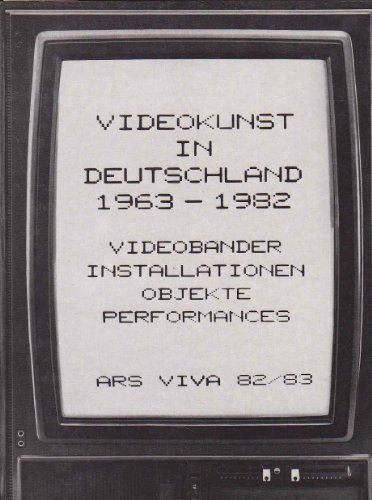 VIDEOKUNST
IN
DEUTSCHLAND
1963 - 1982
VIDEOBANDER
INSTALLATIONEN
OBJEKTE
PERFORMANCES
ARS VIVA 82/83